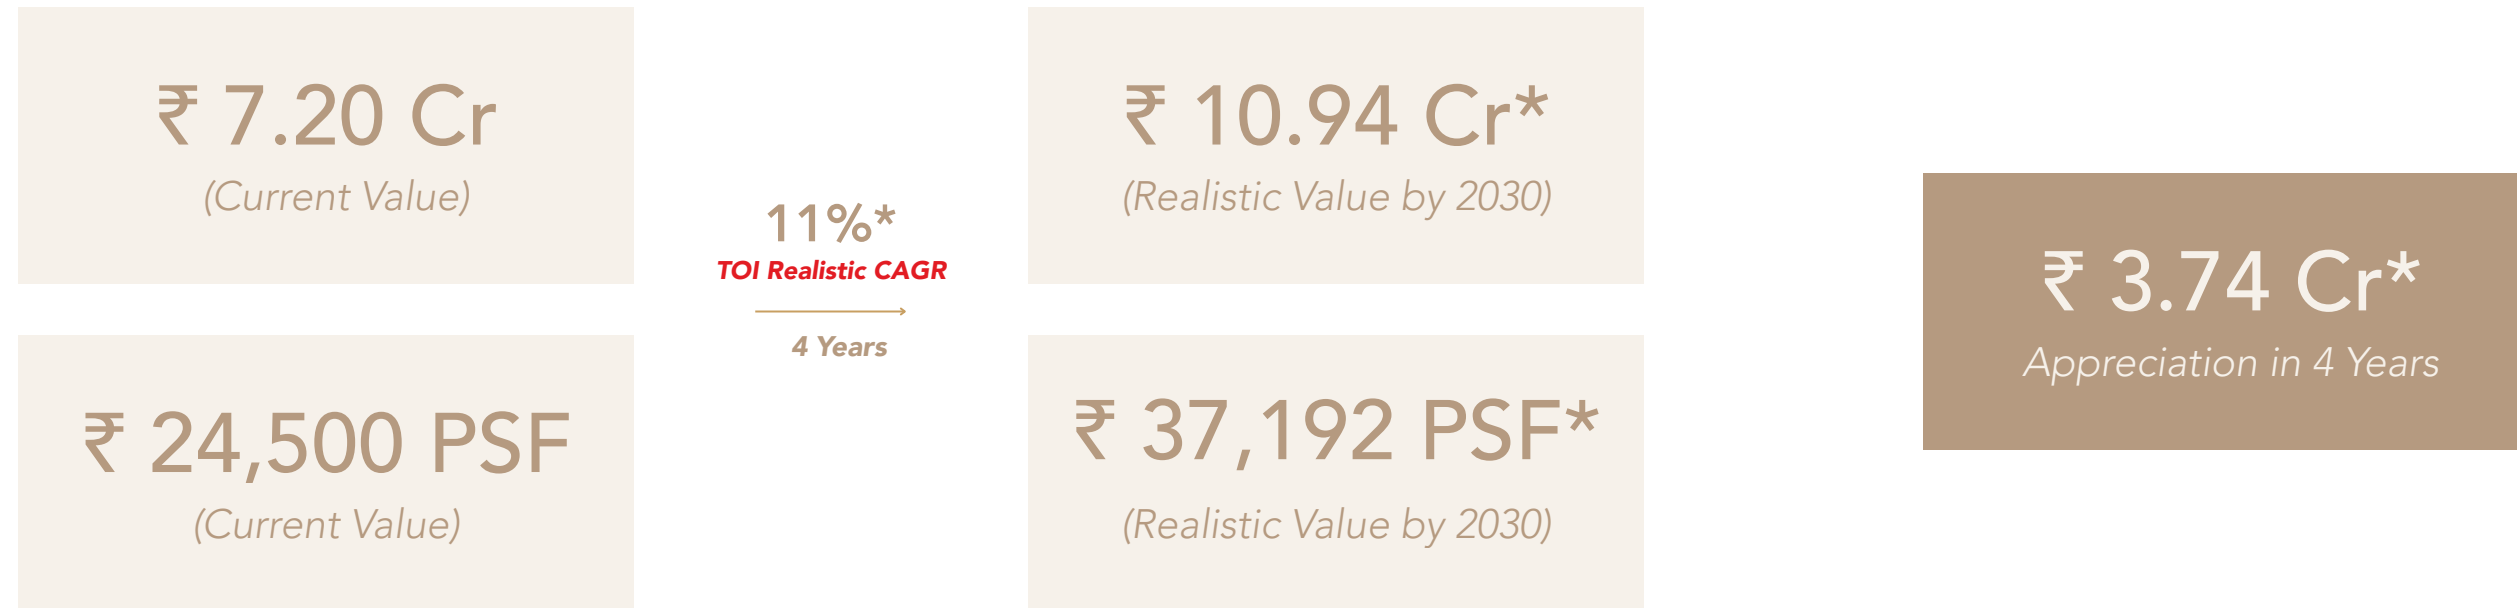 ₹ 7.20 Cr
(Current Value)
₹ 24,500 PSF
(Current Value)
11%*
TOI Realistic CAGR
4 Years
₹ 10.94 Cr*
(Realistic Value by 2030)
₹ 37,192 PSF*
(Realistic Value by 2030)
₹ 3.74 Cr*
Appreciation in 4 Years